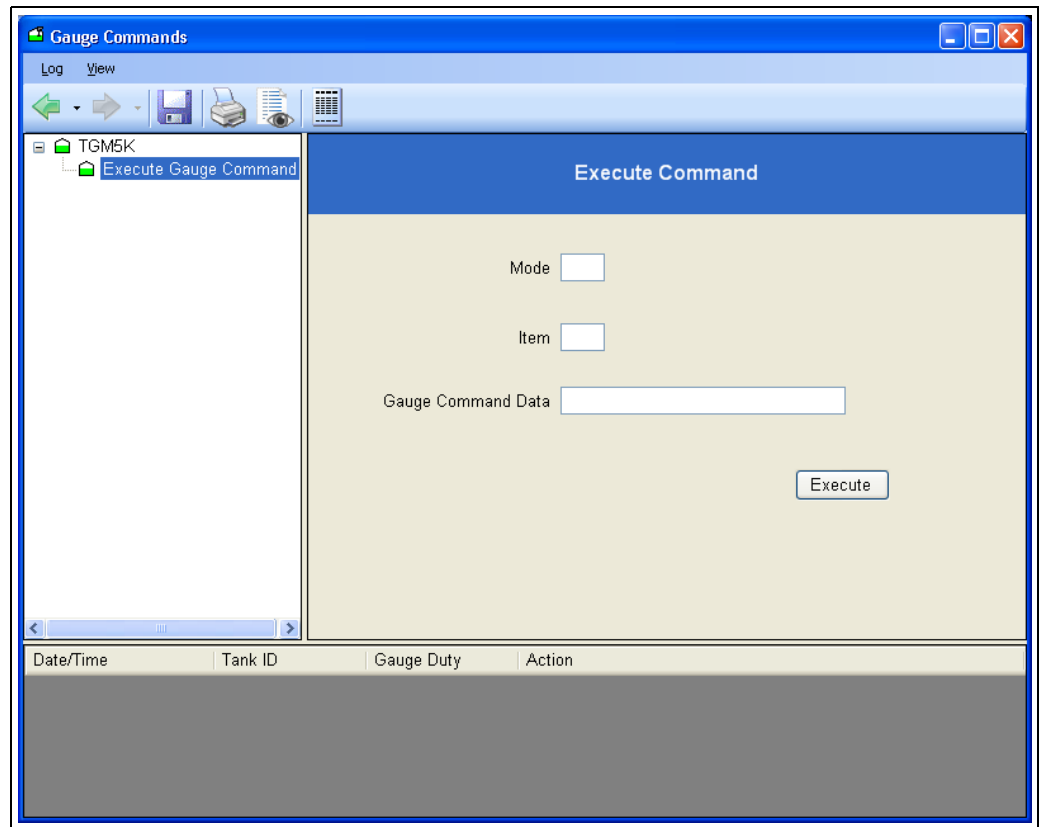 Gauge Commands
Log View
TGM5K
Execute Gauge Command
Execute Command
Mode
Item
Gauge Command Data
Execute
Date/Time Tank ID Gauge Duty Action